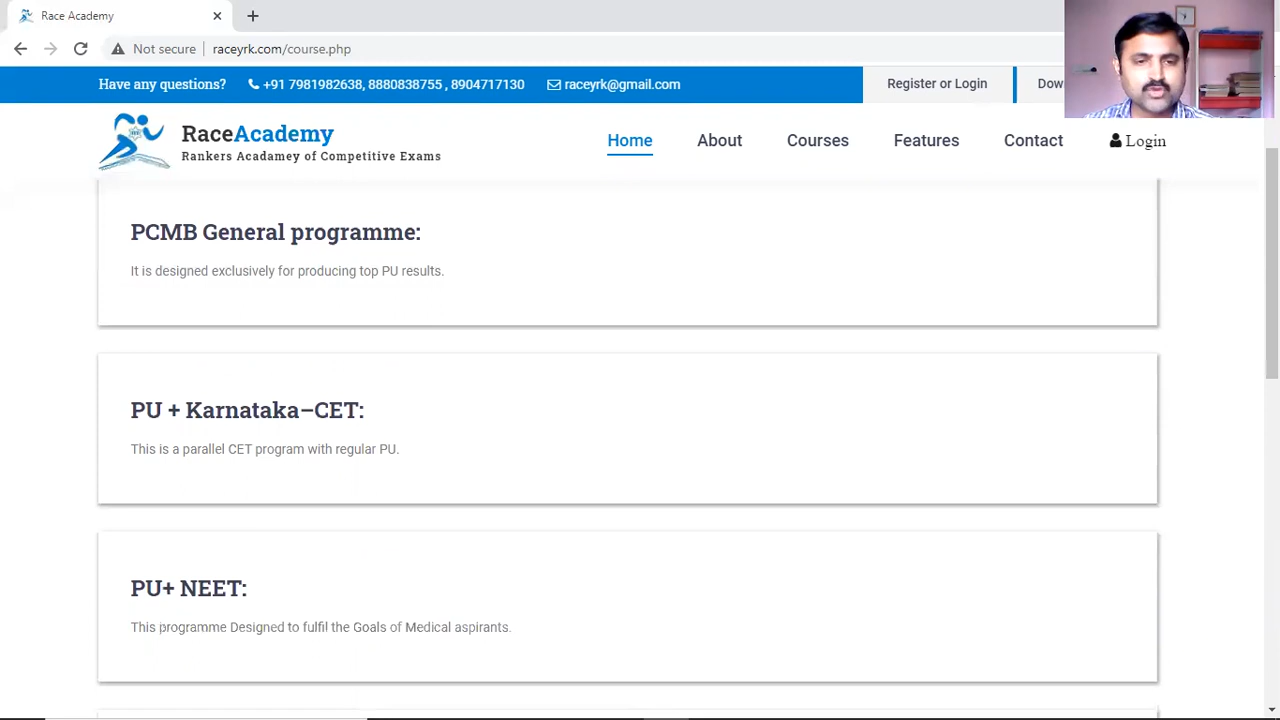 Race Academy
Not secure raceyrk.com/course.php
Have any questions? +91 7981982638, 8880838755 , 8904717130 raceyrk@gmail.com Register or Login
RaceAcademy
Rankers Acadamey of Competitive Exams
Home About Courses Features Contact Login
PCMB General programme:
It is designed exclusively for producing top PU results.
PU + Karnataka–CET:
This is a parallel CET program with regular PU.
PU+ NEET:
This programme Designed to fulfil the Goals of Medical aspirants.